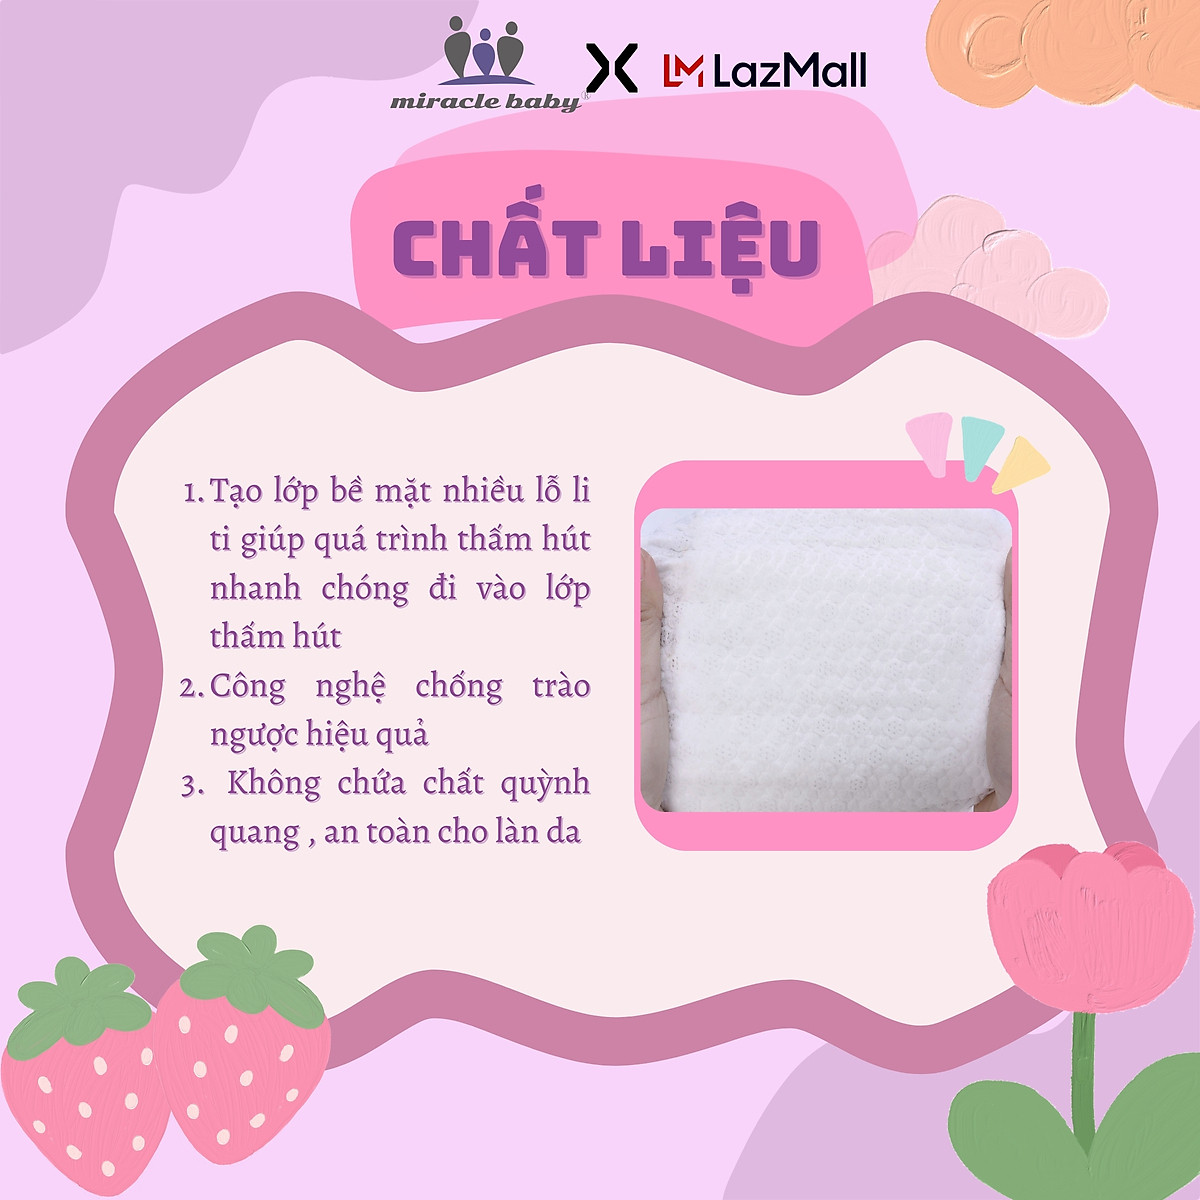 miracle baby®
X
LM LazMall
CHẤT LIỆU
1. Tạo lớp bề mặt nhiều lỗ li
ti giúp quá trình thấm hút
nhanh chóng đi vào lớp
thấm hút
2. Công nghệ chống trào
ngược hiệu quả
3. Không chứa chất quỳnh
quang , an toàn cho làn da